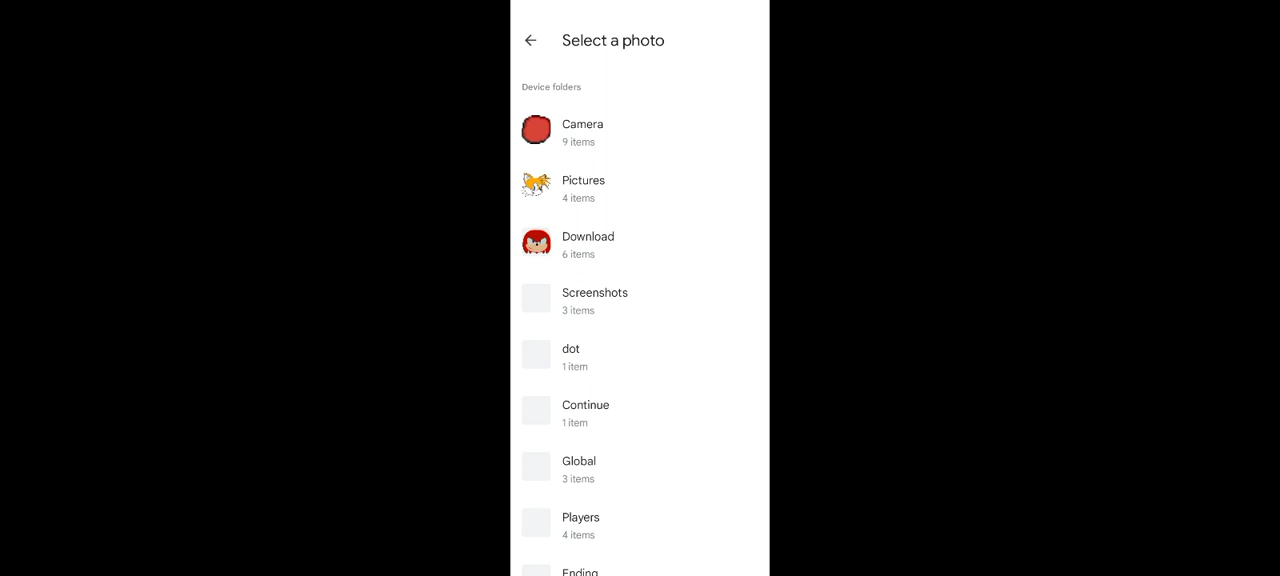 Select a photo
Device folders
Camera
9 items
Pictures
4 items
Download
6 items
Screenshots
3 items
dot
1 item
Continue
1 item
Global
3 items
Players
4 items
Ending